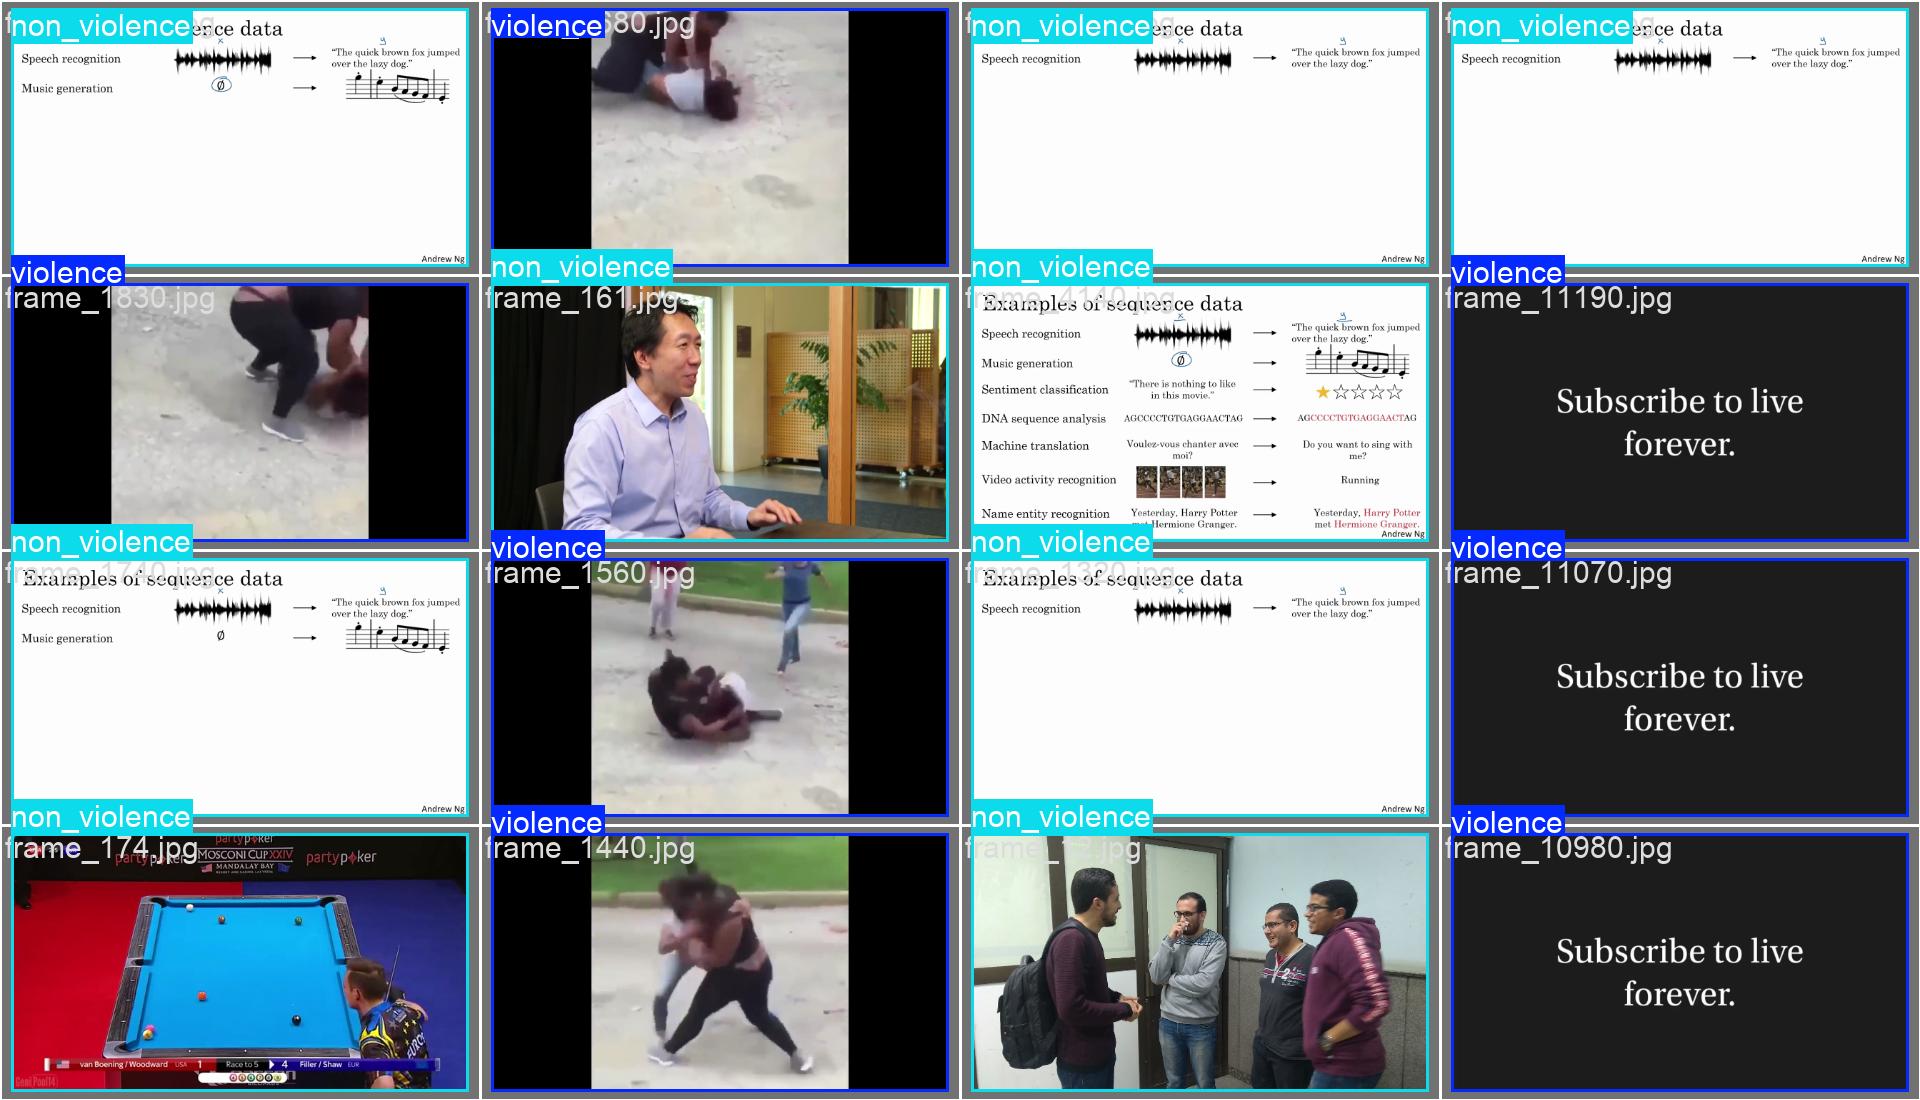 non_violence
ence data
x
y
Speech recognition
"The quick brown fox jumped
over the lazy dog."
Music generation
Ø
Andrew Ng
violence
680.jpg
non_violence
ence data
x
y
Speech recognition
"The quick brown fox jumped
over the lazy dog."
Andrew Ng
non_violence
ence data
x
y
Speech recognition
"The quick brown fox jumped
over the lazy dog."
Andrew Ng
violence
frame_1830.jpg
non_violence
frame_161.jpg
non_violence
frame_4140.jpg
Examples of sequence data
x
y
Speech recognition
"The quick brown fox jumped
over the lazy dog."
Music generation
Ø
Sentiment classification
"There is nothing to like
in this movie."
DNA sequence analysis
AGCCCCTGTGAGGAACTAG
AGCCCCTGTGAGGAACTAG
Machine translation
Voulez-vous chanter avec
moi?
Do you want to sing with
me?
Video activity recognition
Running
Name entity recognition
Yesterday, Harry Potter
met Hermione Granger.
Yesterday, Harry Potter
met Hermione Granger.
Andrew Ng
violence
frame_11190.jpg
Subscribe to live
forever.
non_violence
frame_1740.jpg
Examples of sequence data
x
y
Speech recognition
"The quick brown fox jumped
over the lazy dog."
Music generation
Ø
Andrew Ng
violence
frame_1560.jpg
non_violence
frame_1320.jpg
Examples of sequence data
x
y
Speech recognition
"The quick brown fox jumped
over the lazy dog."
Andrew Ng
violence
frame_11070.jpg
Subscribe to live
forever.
non_violence
frame_174.jpg
partypoker
partypoker
MOSCONI CUP XXIV
MANDALAY BAY
partypoker
EUROPE
van Boening / Woodward USA 1 Race to 5 4 Filler / Shaw EUR
violence
frame_1440.jpg
non_violence
violence
frame_10980.jpg
Subscribe to live
forever.